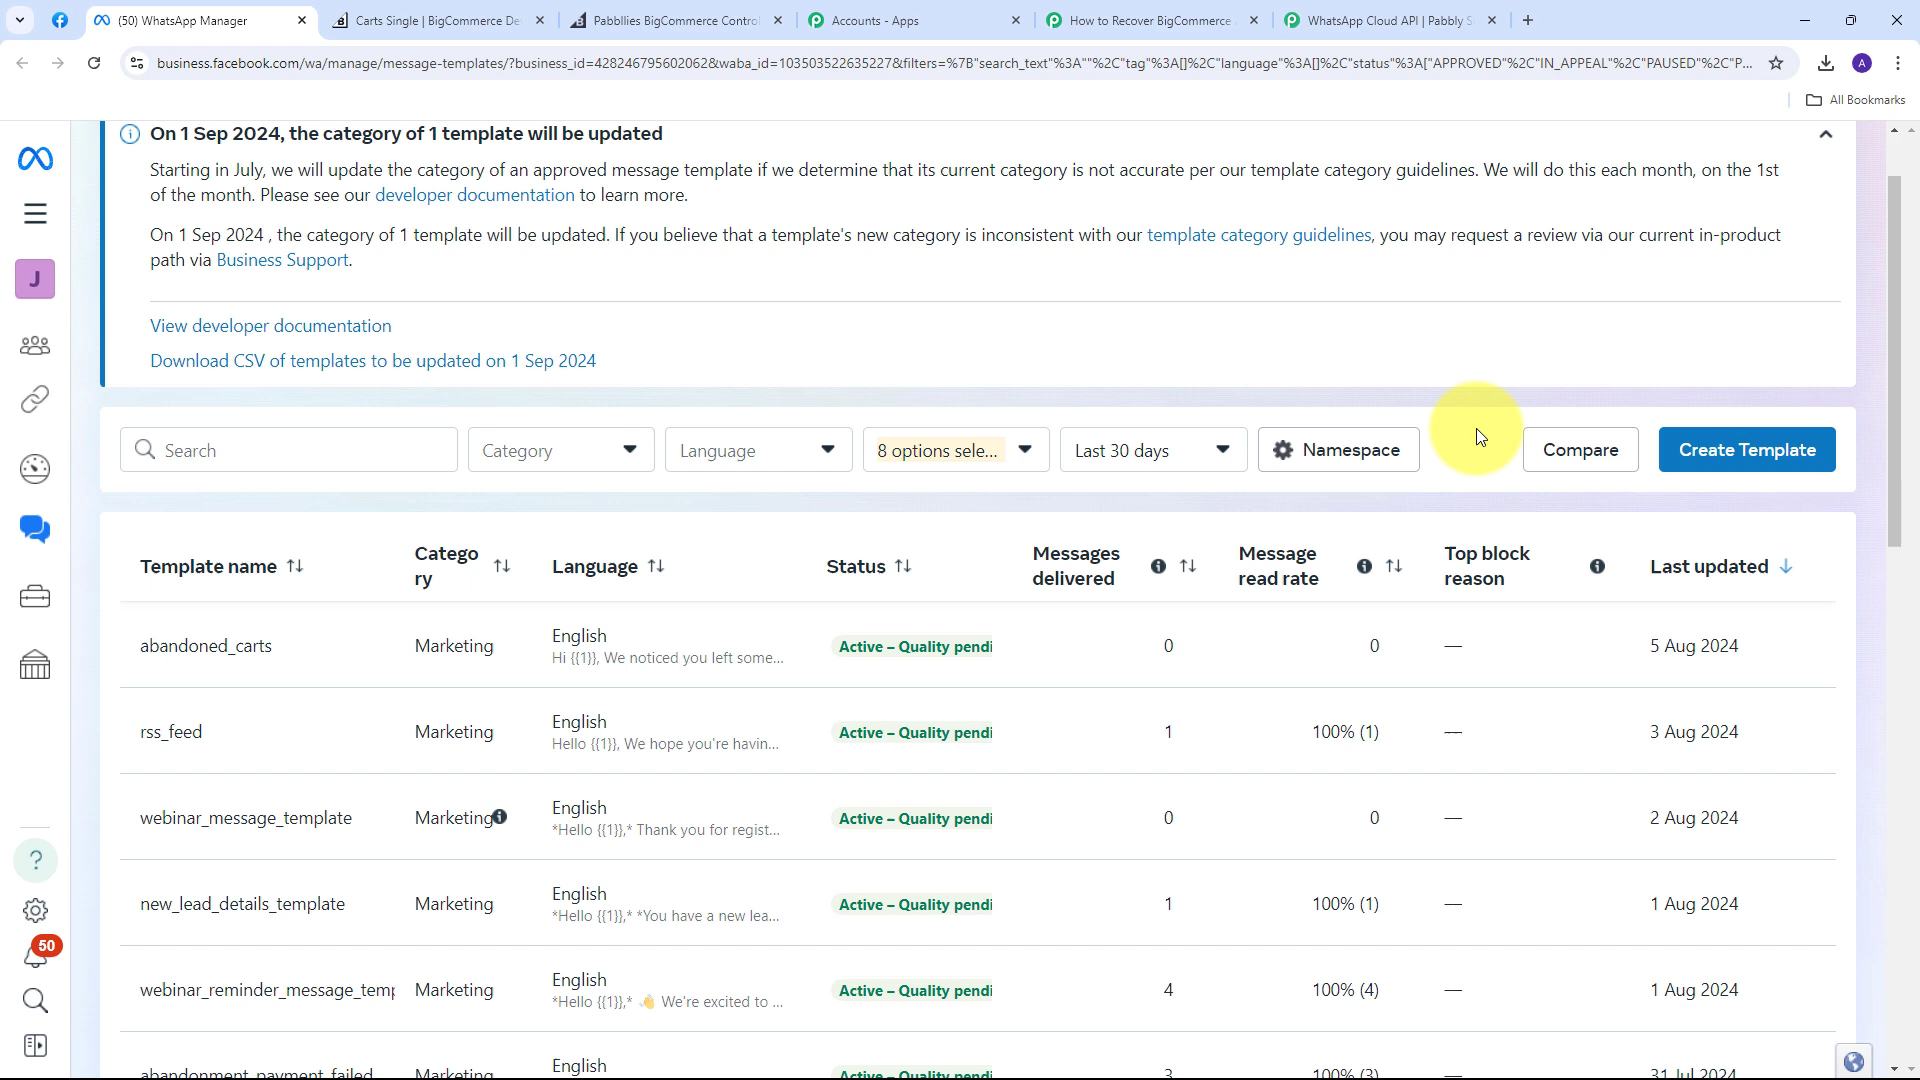 (50) WhatsApp Manager
Carts Single | BigCommerce De
Pabbllies BigCommerce Contro
Accounts - Apps
How to Recover BigCommerce
WhatsApp Cloud API | Pabbly S
business.facebook.com/wa/manage/message-templates/?business_id=428246795602062&waba_id=103503522635227&filters=%7B"search_text"%3A""%2C"tag"%3A[]%2C"language"%3A[]%2C"status"%3A["APPROVED"%2C"IN_APPEAL"%2C"PAUSED"%2C"P...
A
All Bookmarks
On 1 Sep 2024, the category of 1 template will be updated
Starting in July, we will update the category of an approved message template if we determine that its current category is not accurate per our template category guidelines. We will do this each month, on the 1st
of the month. Please see our developer documentation to learn more.
On 1 Sep 2024 , the category of 1 template will be updated. If you believe that a template's new category is inconsistent with our template category guidelines, you may request a review via our current in-product
path via Business Support.
View developer documentation
Download CSV of templates to be updated on 1 Sep 2024
J
Search
Category
Language
8 options sele...
Last 30 days
Namespace
Compare
Create Template
Template name
Catego
ry
Language
Status
Messages
delivered
Message
read rate
Top block
reason
Last updated
abandoned_carts
Marketing
English
Hi {{1}}, We noticed you left some...
Active – Quality pendi
0
0
—
5 Aug 2024
rss_feed
Marketing
English
Hello {{1}}, We hope you're havin...
Active – Quality pendi
1
100% (1)
—
3 Aug 2024
webinar_message_template
Marketing
English
*Hello {{1}},* Thank you for regist...
Active – Quality pendi
0
0
—
2 Aug 2024
new_lead_details_template
Marketing
English
*Hello {{1}},* *You have a new lea...
Active – Quality pendi
1
100% (1)
—
1 Aug 2024
webinar_reminder_message_temp
Marketing
English
*Hello {{1}},* 👋 We're excited to ...
Active – Quality pendi
4
100% (4)
—
1 Aug 2024
abandonment_payment_failed
Marketing
English
Active – Quality pendi
3
100% (3)
—
31 Jul 2024
?
50